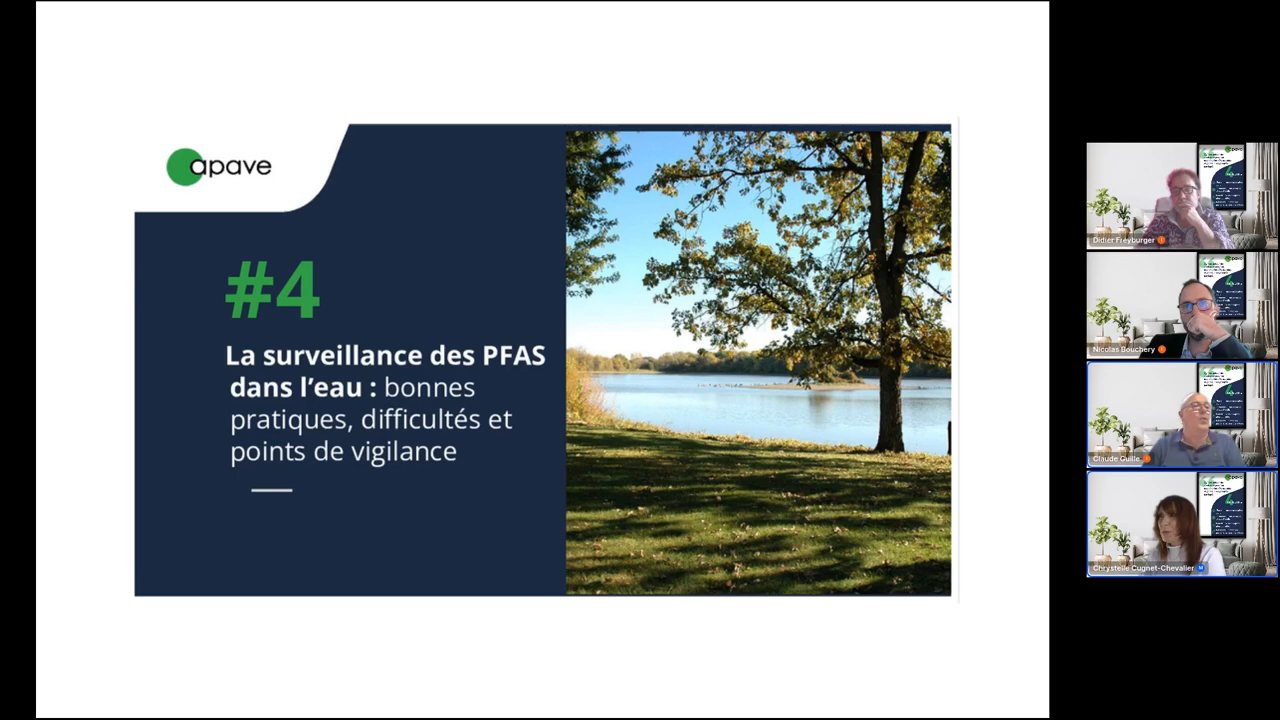 apave
#4
La surveillance des PFAS
dans l’eau : bonnes
pratiques, difficultés et
points de vigilance
Didier Freyburger
Nicolas Bouchery
Claude Guille
Chrystelle Cugnet-Chevalier